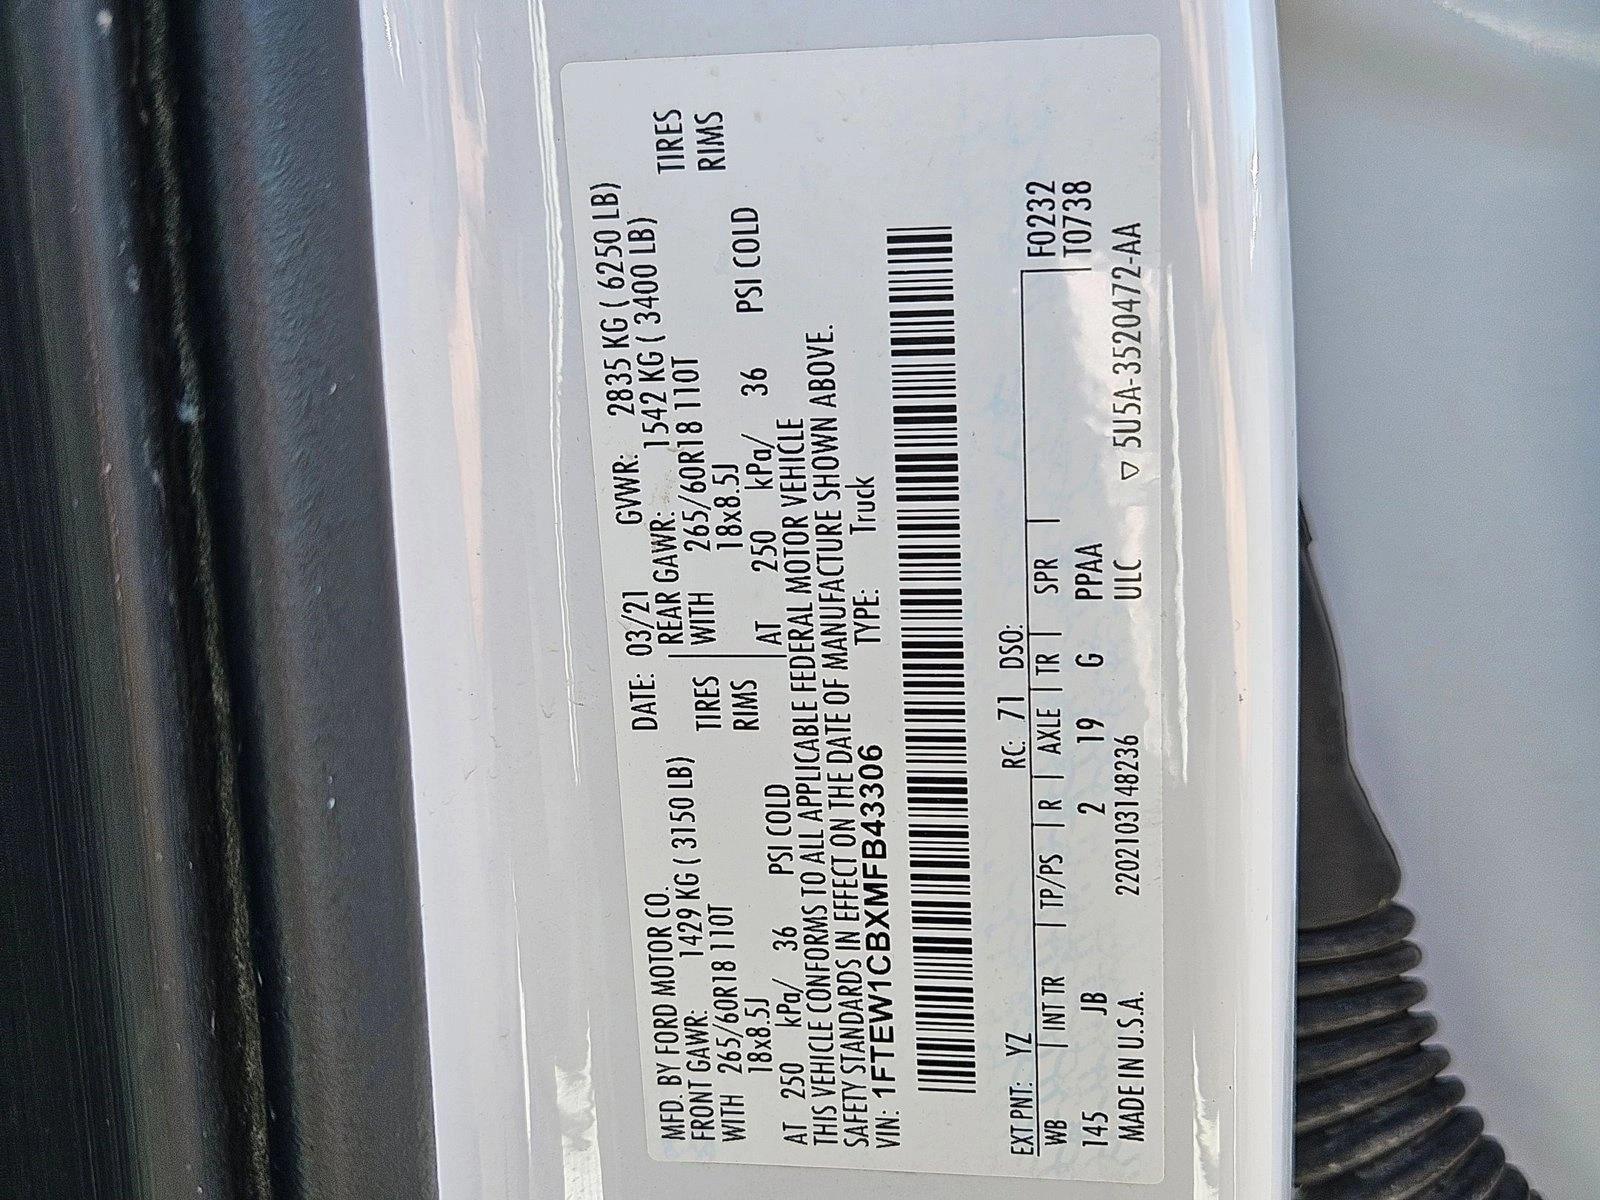 MFD. BY FORD MOTOR CO. DATE: 03/21 GVWR: 2835 KG ( 6250 LB)
FRONT GAWR: 1429 KG ( 3150 LB) REAR GAWR: 1542 KG ( 3400 LB)
WITH 265/60R18 110T TIRES WITH 265/60R18 110T TIRES
18x8.5J RIMS 18x8.5J RIMS
AT 250 kPa/ 36 PSI COLD AT 250 kPa/ 36 PSI COLD
THIS VEHICLE CONFORMS TO ALL APPLICABLE FEDERAL MOTOR VEHICLE
SAFETY STANDARDS IN EFFECT ON THE DATE OF MANUFACTURE SHOWN ABOVE.
VIN: 1FTEW1CBXMFB43306 TYPE: Truck
EXT PNT: YZ RC: 71 DSO:
WB INT TR TP/PS R AXLE TR SPR F0232
145 JB 2 19 G PPAA T0738
MADE IN U.S.A. 2202103148236 ULC ▽ 5U5A-3520472-AA